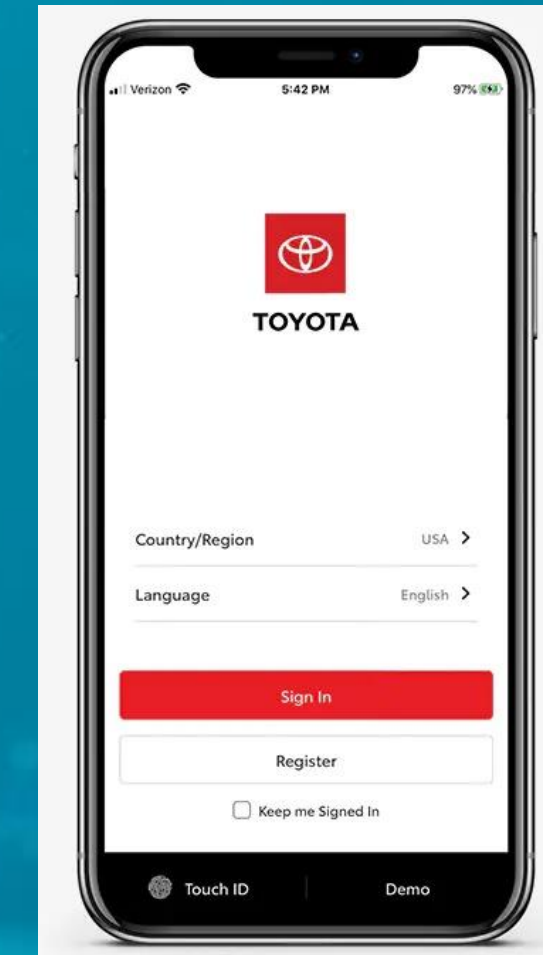 Verizon 5:42 PM 97%
TOYOTA
Country/Region USA
Language English
Sign In
Register
Keep me Signed In
Touch ID Demo